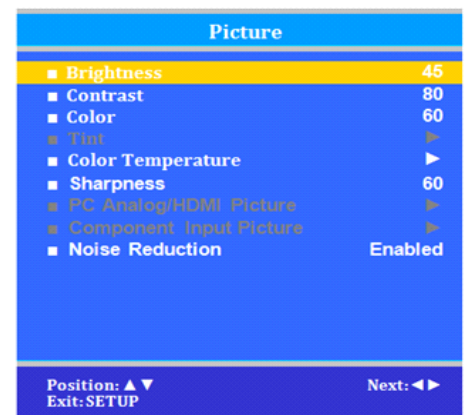 Picture
Brightness 45
Contrast 80
Color 60
Tint ▶
Color Temperature ▶
Sharpness 60
PC Analog/HDMI Picture ▶
Component Input Picture ▶
Noise Reduction Enabled
Position: ▲ ▼ Next: ◀ ▶
Exit: SETUP